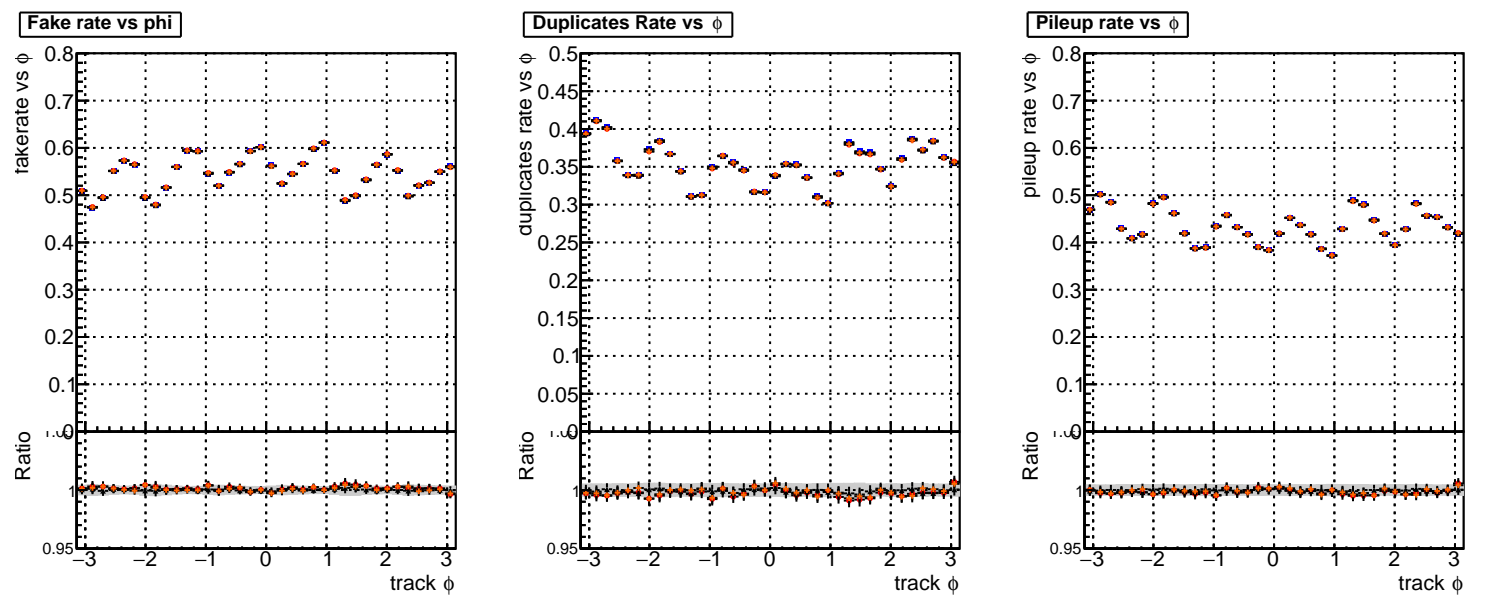 Fake rate vs phi
fakerate vs ϕ
0.8
0.7
0.6
0.5
0.4
0.3
0.2
0.1
0
Ratio
1
0.95
−3 −2 −1 0 1 2 3
track ϕ
Duplicates Rate vs ϕ
duplicates rate vs ϕ
0.5
0.45
0.4
0.35
0.3
0.25
0.2
0.15
0.1
0.05
0
Ratio
1
0.95
−3 −2 −1 0 1 2 3
track ϕ
Pileup rate vs ϕ
pileup rate vs ϕ
0.8
0.7
0.6
0.5
0.4
0.3
0.2
0.1
0
Ratio
1
0.95
−3 −2 −1 0 1 2 3
track ϕ